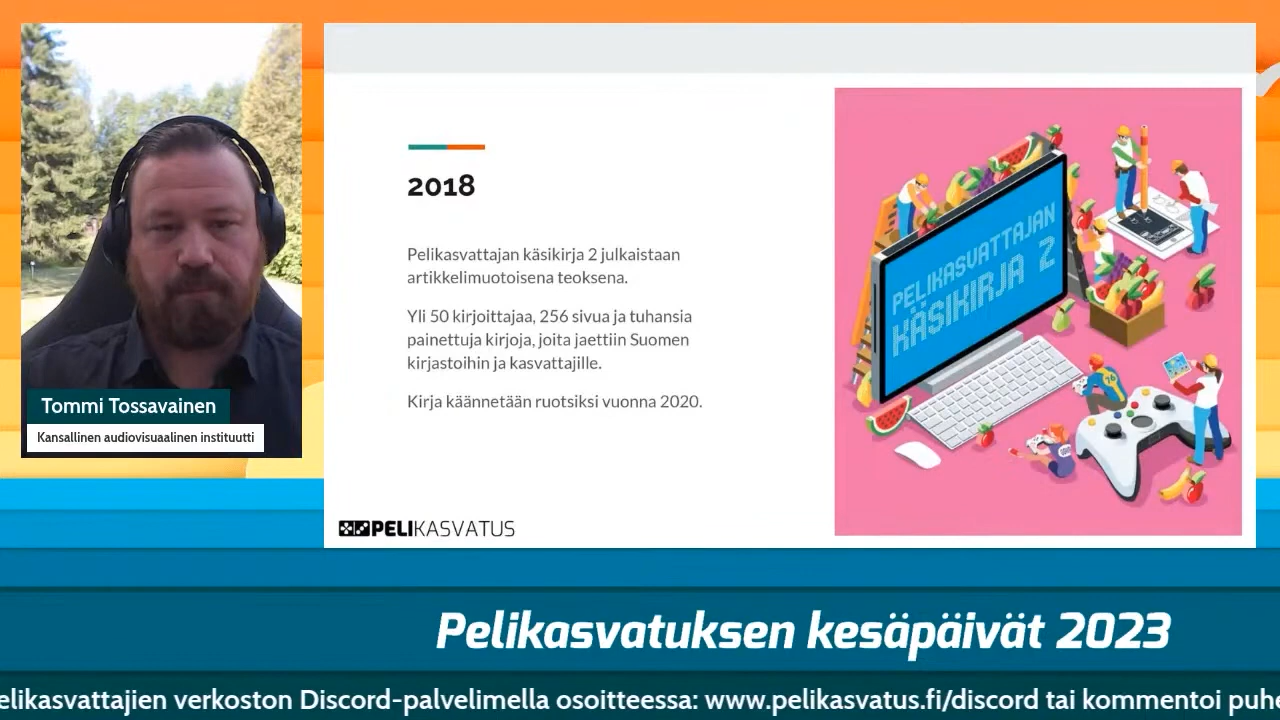 Tommi Tossavainen
Kansallinen audiovisuaalinen instituutti
2018
Pelikasvattajan käsikirja 2 julkaistaan
artikkelimuotoisena teoksena.
Yli 50 kirjoittajaa, 256 sivua ja tuhansia
painettuja kirjoja, joita jaettiin Suomen
kirjastoihin ja kasvattajille.
Kirja käännetään ruotsiksi vuonna 2020.
PELIKASVATUS
PELIKASVATTAJAN
KÄSIKIRJA 2
Pelikasvatuksen kesäpäivät 2023
elikasvattajien verkoston Discord-palvelimella osoitteessa: www.pelikasvatus.fi/discord tai kommentoi puhe